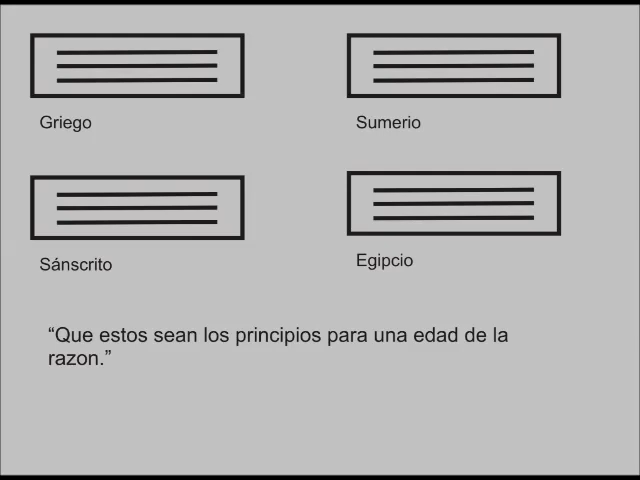 Griego
Sumerio
Sánscrito
Egipcio
“Que estos sean los principios para una edad de la
razon.”